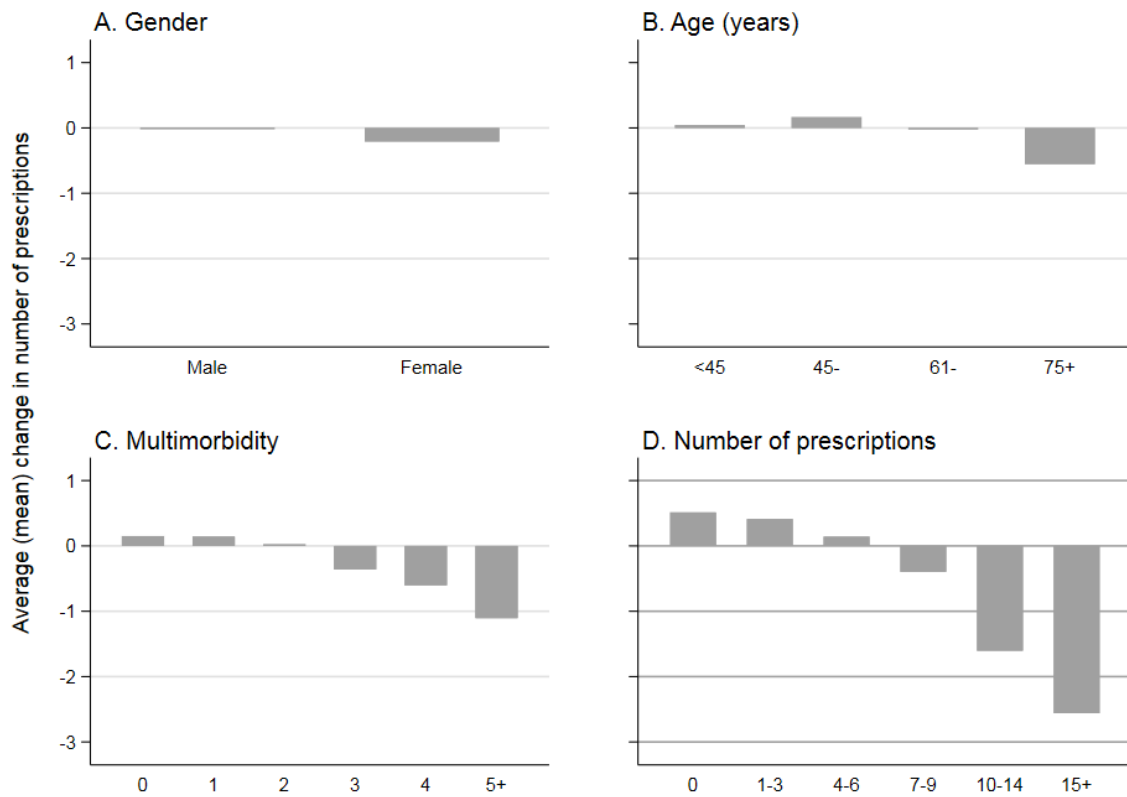 A. Gender
B. Age (years)
Average (mean) change in number of prescriptions
1
0
-1
-2
-3
Male Female
<45 45- 61- 75+
C. Multimorbidity
D. Number of prescriptions
1
0
-1
-2
-3
0 1 2 3 4 5+
0 1-3 4-6 7-9 10-14 15+